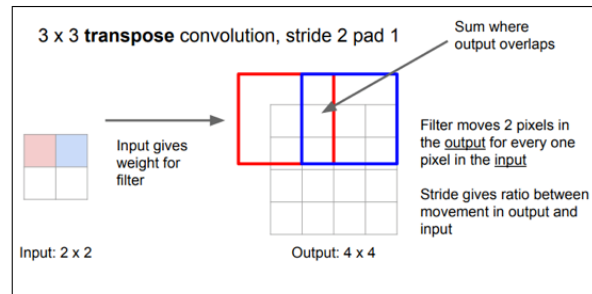 3 x 3 transpose convolution, stride 2 pad 1
Sum where
output overlaps
Input gives
weight for
filter
Filter moves 2 pixels in
the output for every one
pixel in the input
Stride gives ratio between
movement in output and
input
Input: 2 x 2
Output: 4 x 4